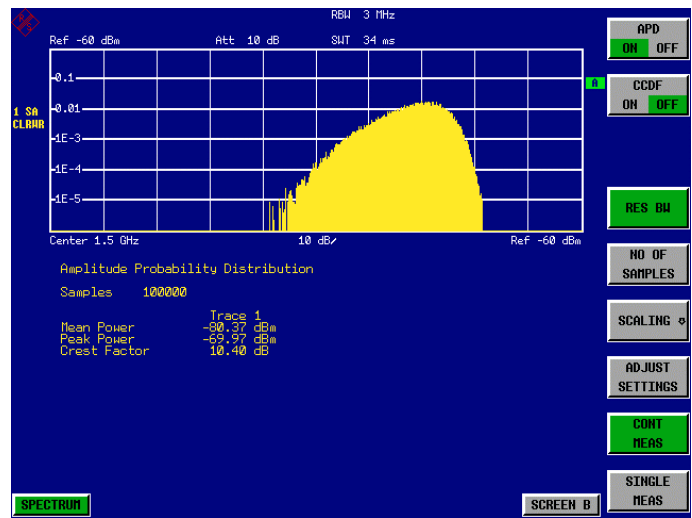 RBW 3 MHz
Ref -60 dBm Att 10 dB SWT 34 ms
0.1
A
1 SA
CLRWR
0.01
1E-3
1E-4
1E-5
Center 1.5 GHz 10 dB/ Ref -60 dBm
Amplitude Probability Distribution
Samples 100000
Trace 1
Mean Power -80.37 dBm
Peak Power -69.97 dBm
Crest Factor 10.40 dB
SPECTRUM
SCREEN B
APD
ON OFF
CCDF
ON OFF
RES BW
NO OF
SAMPLES
SCALING
ADJUST
SETTINGS
CONT
MEAS
SINGLE
MEAS